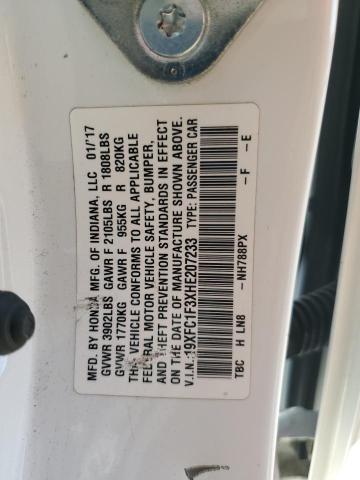 MFD. BY HONDA MFG. OF INDIANA, LLC 01/17
GVWR 3902LBS GAWR F 2105LBS R 1808LBS
GVWR 1770KG GAWR F 955KG R 820KG
THIS VEHICLE CONFORMS TO ALL APPLICABLE
FEDERAL MOTOR VEHICLE SAFETY, BUMPER,
AND THEFT PREVENTION STANDARDS IN EFFECT
ON THE DATE OF MANUFACTURE SHOWN ABOVE.
V.I.N.: 19XFC1F3XHE207233 TYPE: PASSENGER CAR
NH788PX
TBC H LN8 – F – E